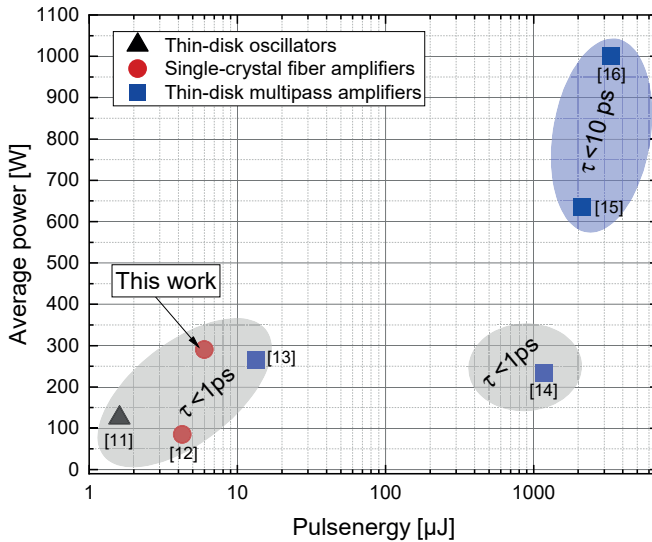 Thin-disk oscillators
Single-crystal fiber amplifiers
Thin-disk multipass amplifiers
1100
1000
900
800
700
600
500
400
300
200
100
0
Average power [W]
[16]
τ <10 ps
[15]
This work
[13]
τ <1ps
[11]
[12]
τ <1ps
[14]
1
10
100
1000
Pulsenergy [µJ]